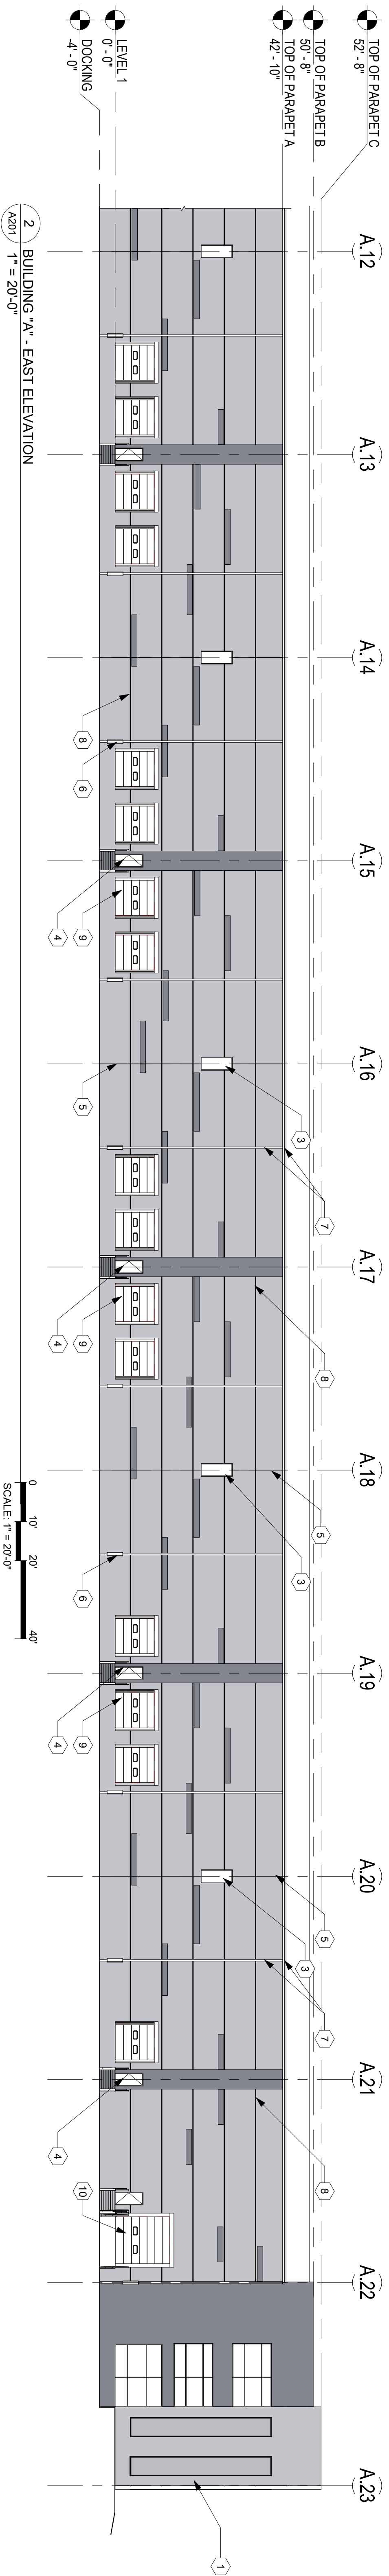 TOP OF PARAPET C
52' - 8"
TOP OF PARAPET B
50' - 8"
TOP OF PARAPET A
42' - 10"
LEVEL 1
0' - 0"
DOCKING
-4' - 0"
A.12
A.13
A.14
A.15
A.16
A.17
A.18
A.19
A.20
A.21
A.22
A.23
3
7
8
5
3
5
3
7
8
1
8
6
4
9
5
4
9
6
4
9
4
10
2
A201
BUILDING "A" - EAST ELEVATION
1" = 20'-0"
0 10' 20' 40'
SCALE: 1" = 20'-0"